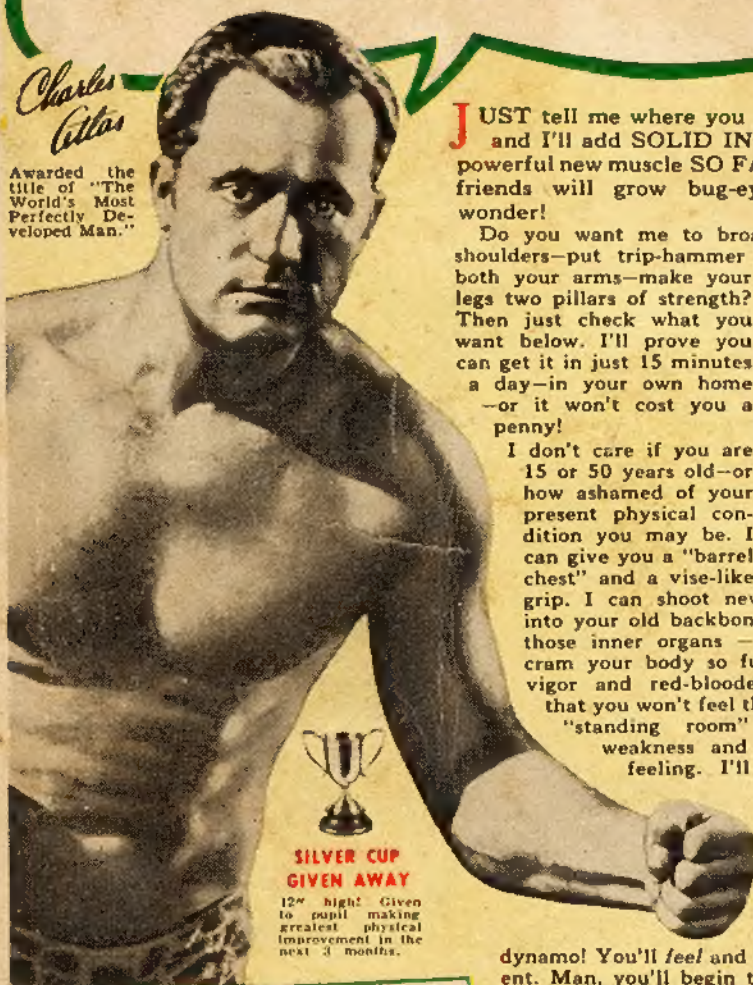 Charles
Atlas
Awarded the
title of "The
World's Most
Perfectly De-
veloped Man."
JUST tell me where you
and I'll add SOLID IN
powerful new muscle SO FA
friends will grow bug-ey
wonder!
Do you want me to broa
shoulders—put trip-hammer
both your arms—make your
legs two pillars of strength?
Then just check what you
want below. I'll prove you
can get it in just 15 minutes
a day—in your own home
—or it won't cost you a
penny!
I don't care if you are
15 or 50 years old—or
how ashamed of your
present physical con-
dition you may be. I
can give you a "barrel
chest" and a vise-like
grip. I can shoot new
into your old backbon
those inner organs —
cram your body so fu
vigor and red-bloode
that you won't feel th
"standing room"
weakness and
feeling. I'll
SILVER CUP
GIVEN AWAY
12" high! Given
to pupil making
greatest physical
improvement in the
next 3 months.
dynamo! You'll feel and
ent. Man, you'll begin t